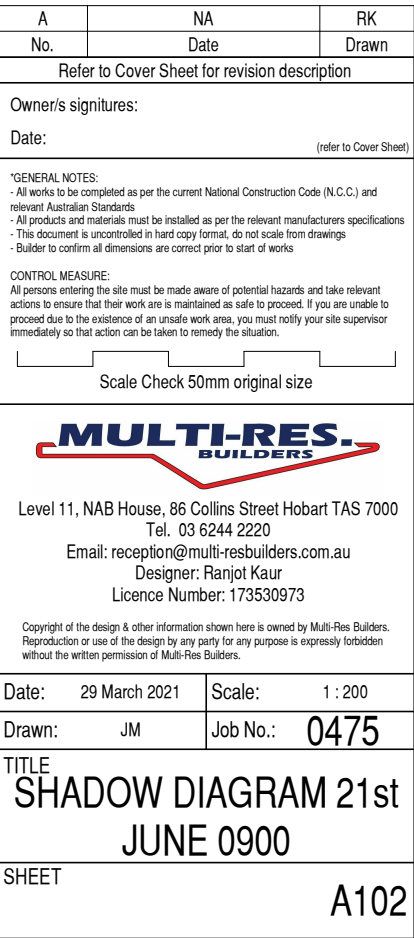 A NA RK
No. Date Drawn
Refer to Cover Sheet for revision description
Owner/s signitures:
Date:
(refer to Cover Sheet)
*GENERAL NOTES:
- All works to be completed as per the current National Construction Code (N.C.C.) and
relevant Australian Standards
- All products and materials must be installed as per the relevant manufacturers specifications
- This document is uncontrolled in hard copy format, do not scale from drawings
- Builder to confirm all dimensions are correct prior to start of works
CONTROL MEASURE:
All persons entering the site must be made aware of potential hazards and take relevant
actions to ensure that their work are is maintained as safe to proceed. If you are unable to
proceed due to the existence of an unsafe work area, you must notify your site supervisor
immediately so that action can be taken to remedy the situation.
Scale Check 50mm original size
MULTI-RES.
BUILDERS
Level 11, NAB House, 86 Collins Street Hobart TAS 7000
Tel. 03 6244 2220
Email: reception@multi-resbuilders.com.au
Designer: Ranjot Kaur
Licence Number: 173530973
Copyright of the design & other information shown here is owned by Multi-Res Builders.
Reproduction or use of the design by any party for any purpose is expressly forbidden
without the written permission of Multi-Res Builders.
Date: 29 March 2021 Scale: 1 : 200
Drawn: JM Job No.: 0475
TITLE
SHADOW DIAGRAM 21st
JUNE 0900
SHEET
A102